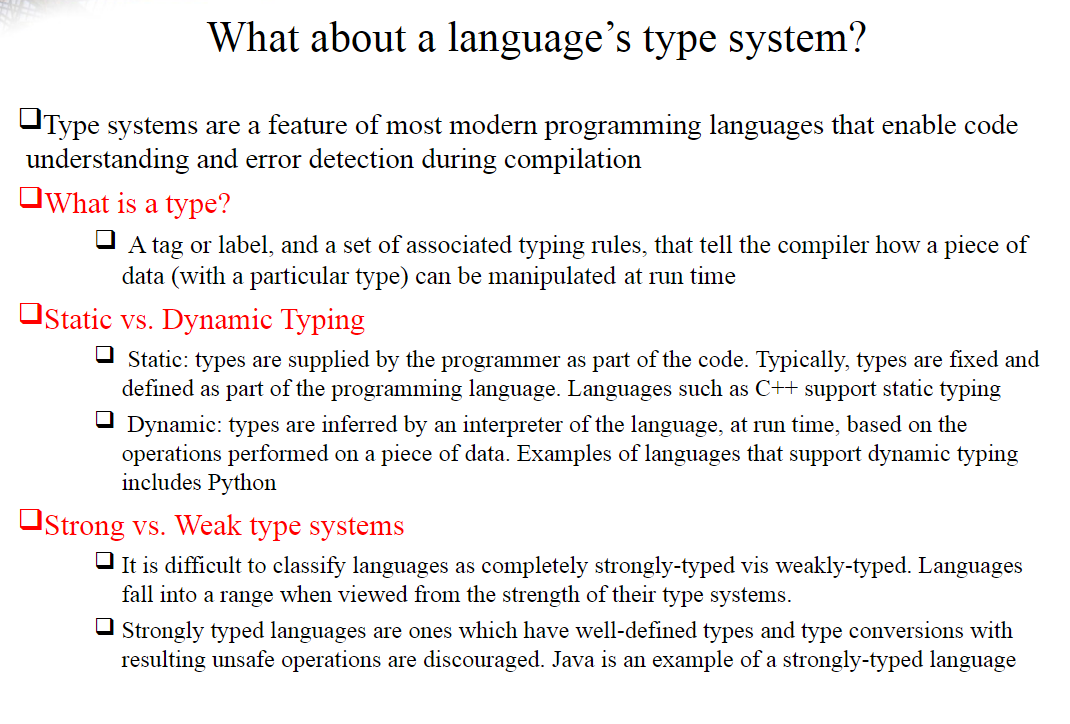 What about a language’s type system?
❑Type systems are a feature of most modern programming languages that enable code
understanding and error detection during compilation
❑What is a type?
❑ A tag or label, and a set of associated typing rules, that tell the compiler how a piece of
data (with a particular type) can be manipulated at run time
❑Static vs. Dynamic Typing
❑ Static: types are supplied by the programmer as part of the code. Typically, types are fixed and
defined as part of the programming language. Languages such as C++ support static typing
❑ Dynamic: types are inferred by an interpreter of the language, at run time, based on the
operations performed on a piece of data. Examples of languages that support dynamic typing
includes Python
❑Strong vs. Weak type systems
❑ It is difficult to classify languages as completely strongly-typed vis weakly-typed. Languages
fall into a range when viewed from the strength of their type systems.
❑ Strongly typed languages are ones which have well-defined types and type conversions with
resulting unsafe operations are discouraged. Java is an example of a strongly-typed language